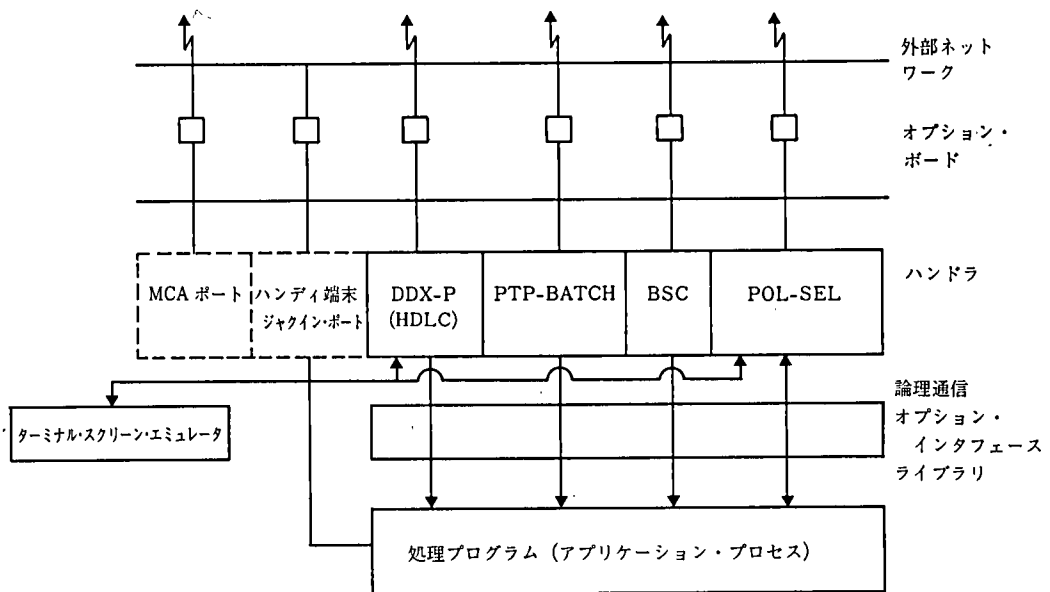 外部ネット
ワーク
オプション・
ボード
ハンドラ
MCA ポート
ハンディ端末
ジャクイン・ポート
DDX-P
(HDLC)
PTP-BATCH
BSC
POL-SEL
論理通信
オプション・
インタフェース
ライブラリ
ターミナル・スクリーン・エミュレータ
処理プログラム (アプリケーション・プロセス)